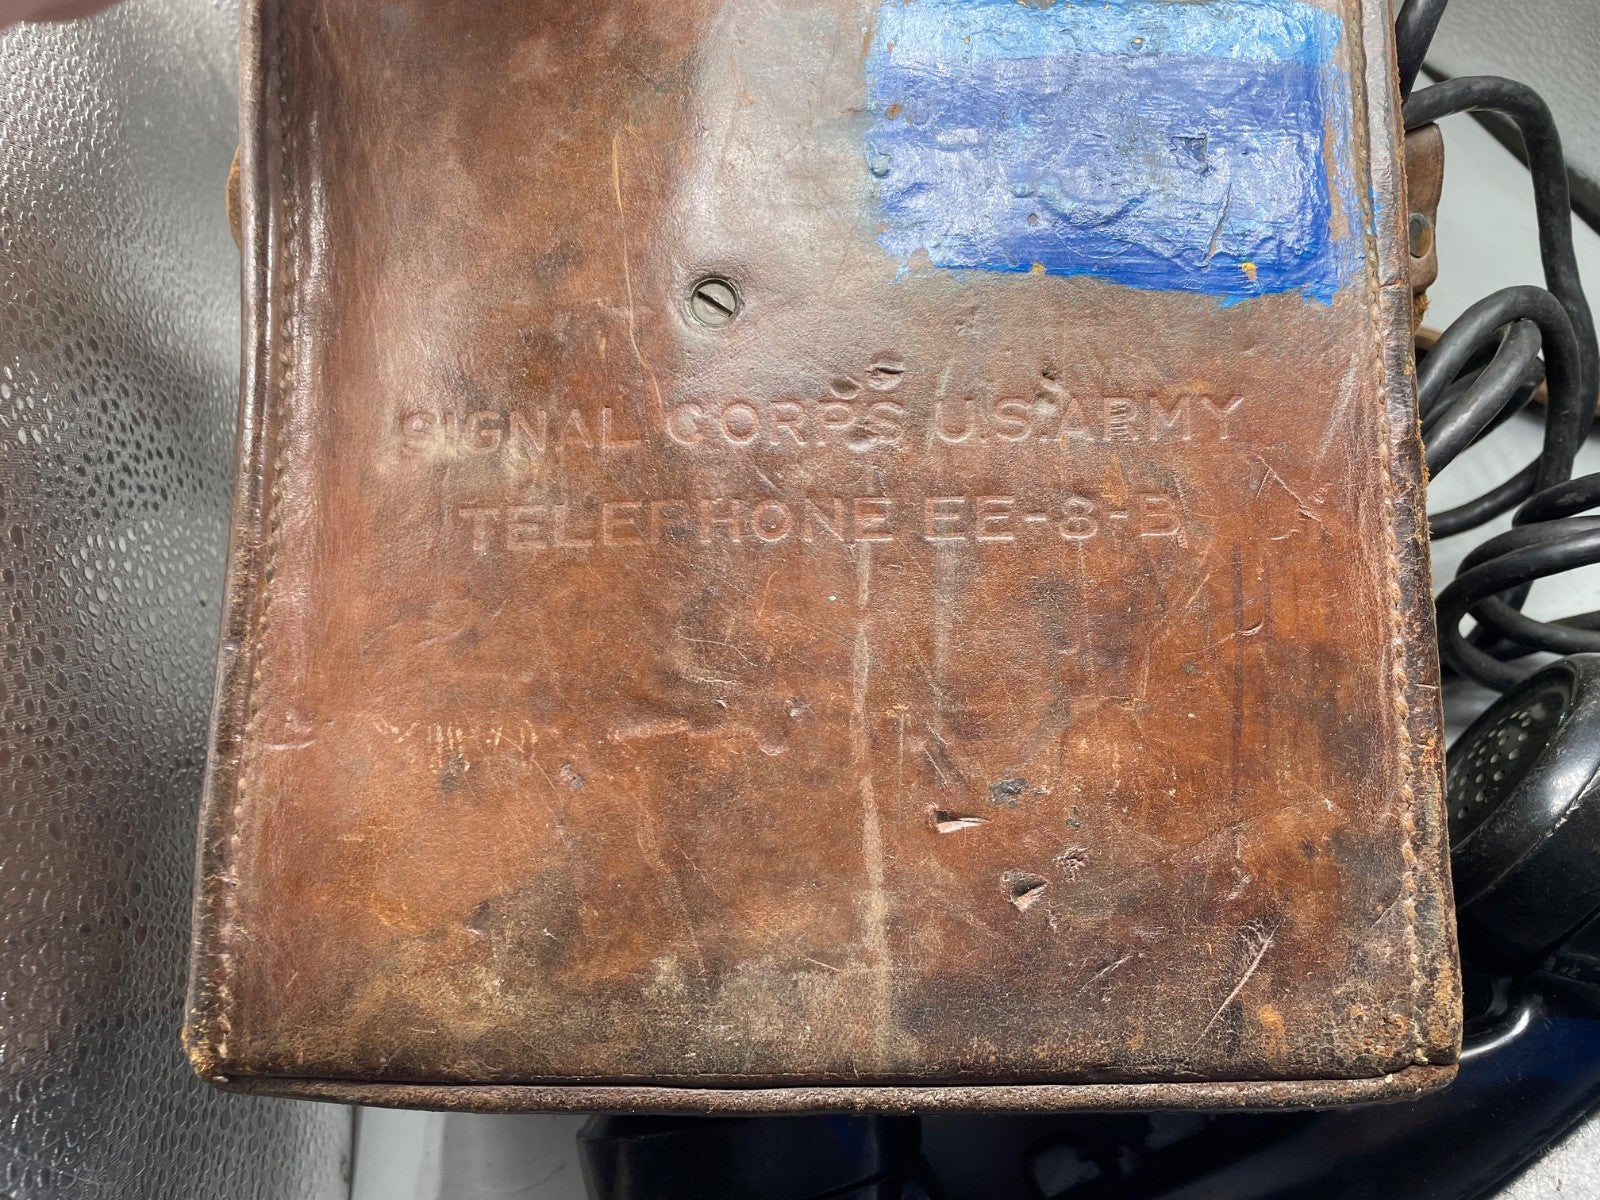 SIGNAL CORPS U.S. ARMY
TELEPHONE EE-8-B